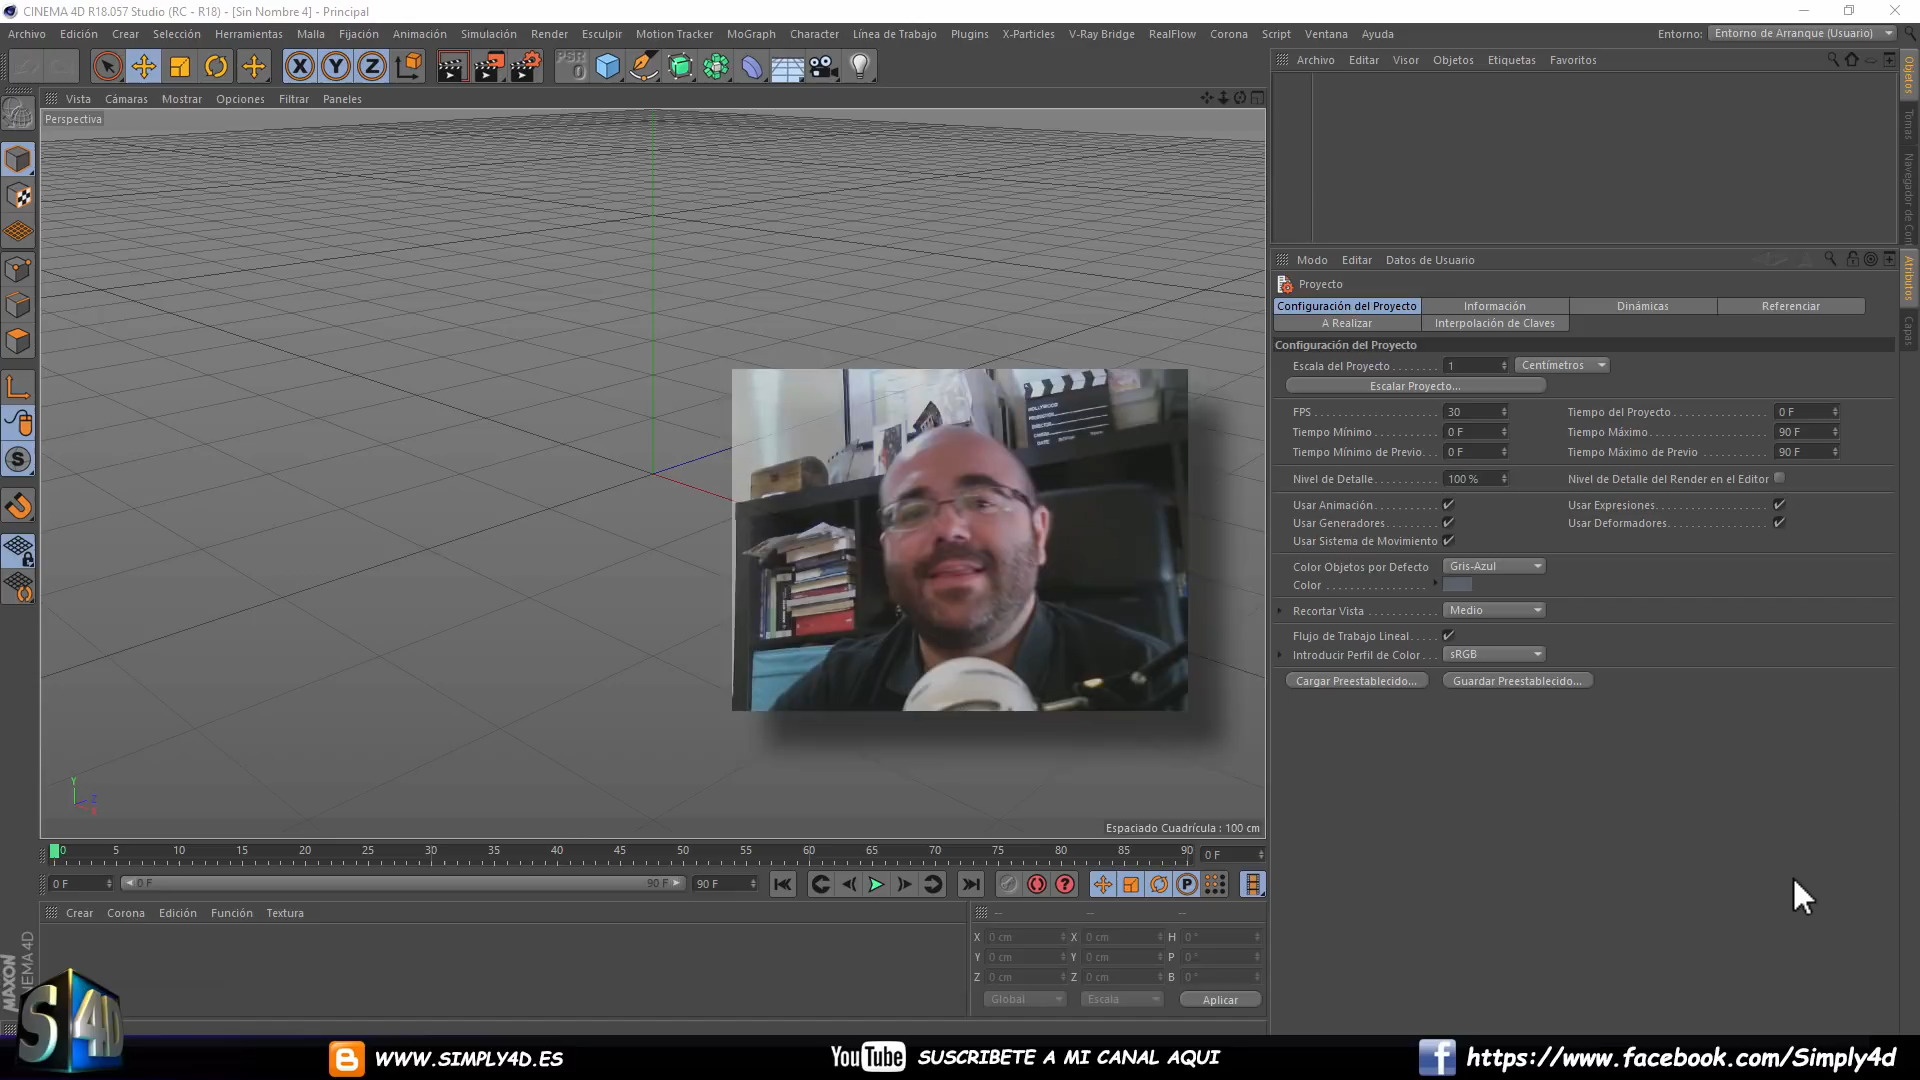 CINEMA 4D R18.057 Studio (RC - R18) - [Sin Nombre 4] - Principal
Archivo Edición Crear Selección Herramientas Malla Fijación Animación Simulación Render Esculpir Motion Tracker MoGraph Character Línea de Trabajo Plugins X-Particles V-Ray Bridge RealFlow Corona Script Ventana Ayuda
Entorno: Entorno de Arranque (Usuario)
X Y Z PSR 0
Archivo Editar Visor Objetos Etiquetas Favoritos
Objetos
Tomas
Vista Cámaras Mostrar Opciones Filtrar Paneles
Perspectiva
Modo Editar Datos de Usuario
Atributos
Capas
Proyecto
Configuración del Proyecto Información Dinámicas Referenciar
A Realizar Interpolación de Claves
Configuración del Proyecto
Escala del Proyecto 1 Centímetros
Escalar Proyecto...
FPS 30 Tiempo del Proyecto 0 F
Tiempo Mínimo 0 F Tiempo Máximo 90 F
Tiempo Mínimo de Previo 0 F Tiempo Máximo de Previo 90 F
Nivel de Detalle 100 % Nivel de Detalle del Render en el Editor
Usar Animación Usar Expresiones
Usar Generadores Usar Deformadores
Usar Sistema de Movimiento
Color Objetos por Defecto Gris-Azul
Color
Recortar Vista Medio
Flujo de Trabajo Lineal
Introducir Perfil de Color sRGB
Cargar Preestablecido... Guardar Preestablecido...
HOLLYWOOD
Y
Z
X
Espaciado Cuadrícula : 100 cm
0 5 10 15 20 25 30 35 40 45 50 55 60 65 70 75 80 85 90 0 F
0 F 0 F 90 F 90 F
P
Crear Corona Edición Función Textura
-- -- --
X 0 cm X 0 cm H 0 °
Y 0 cm Y 0 cm P 0 °
Z 0 cm Z 0 cm B 0 °
Global Escala Aplicar
MAXON
CINEMA 4D
S4D
WWW.SIMPLY4D.ES
YouTube SUSCRIBETE A MI CANAL AQUI
f https://www.facebook.com/Simply4d